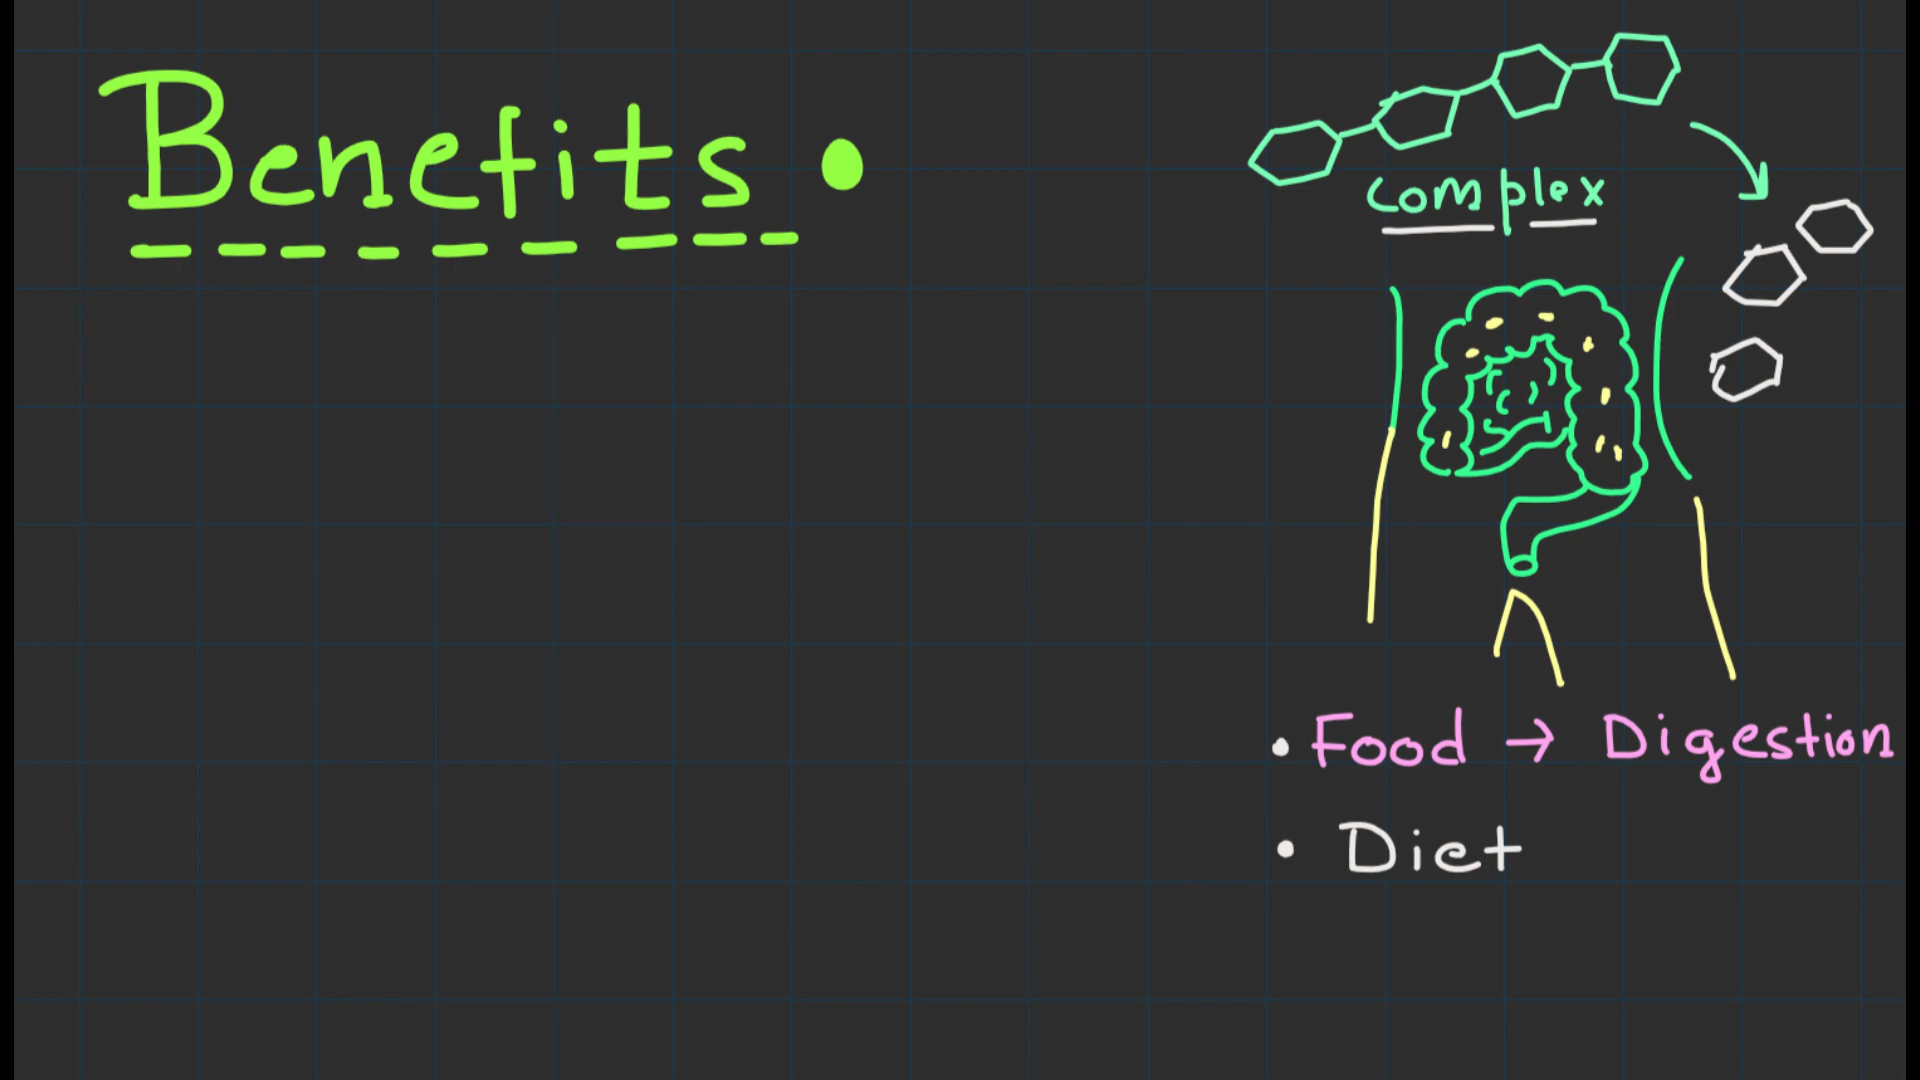 Benefits •
complex
• Food → Digestion
• Diet